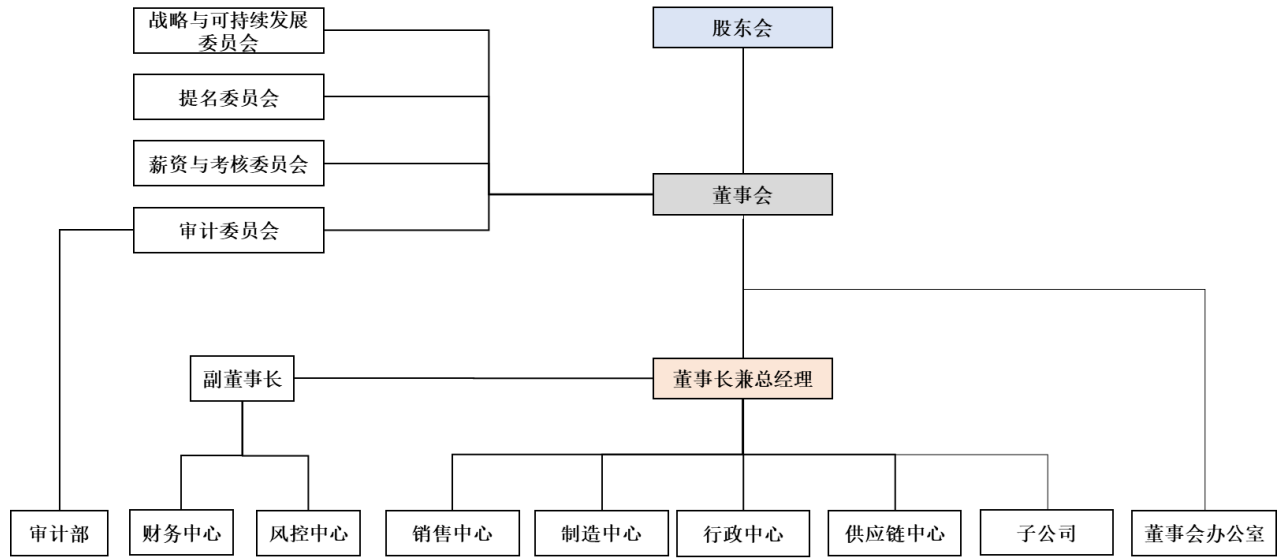 战略与可持续发展
委员会
股东会
提名委员会
薪资与考核委员会
董事会
审计委员会
副董事长
董事长兼总经理
审计部
财务中心
风控中心
销售中心
制造中心
行政中心
供应链中心
子公司
董事会办公室